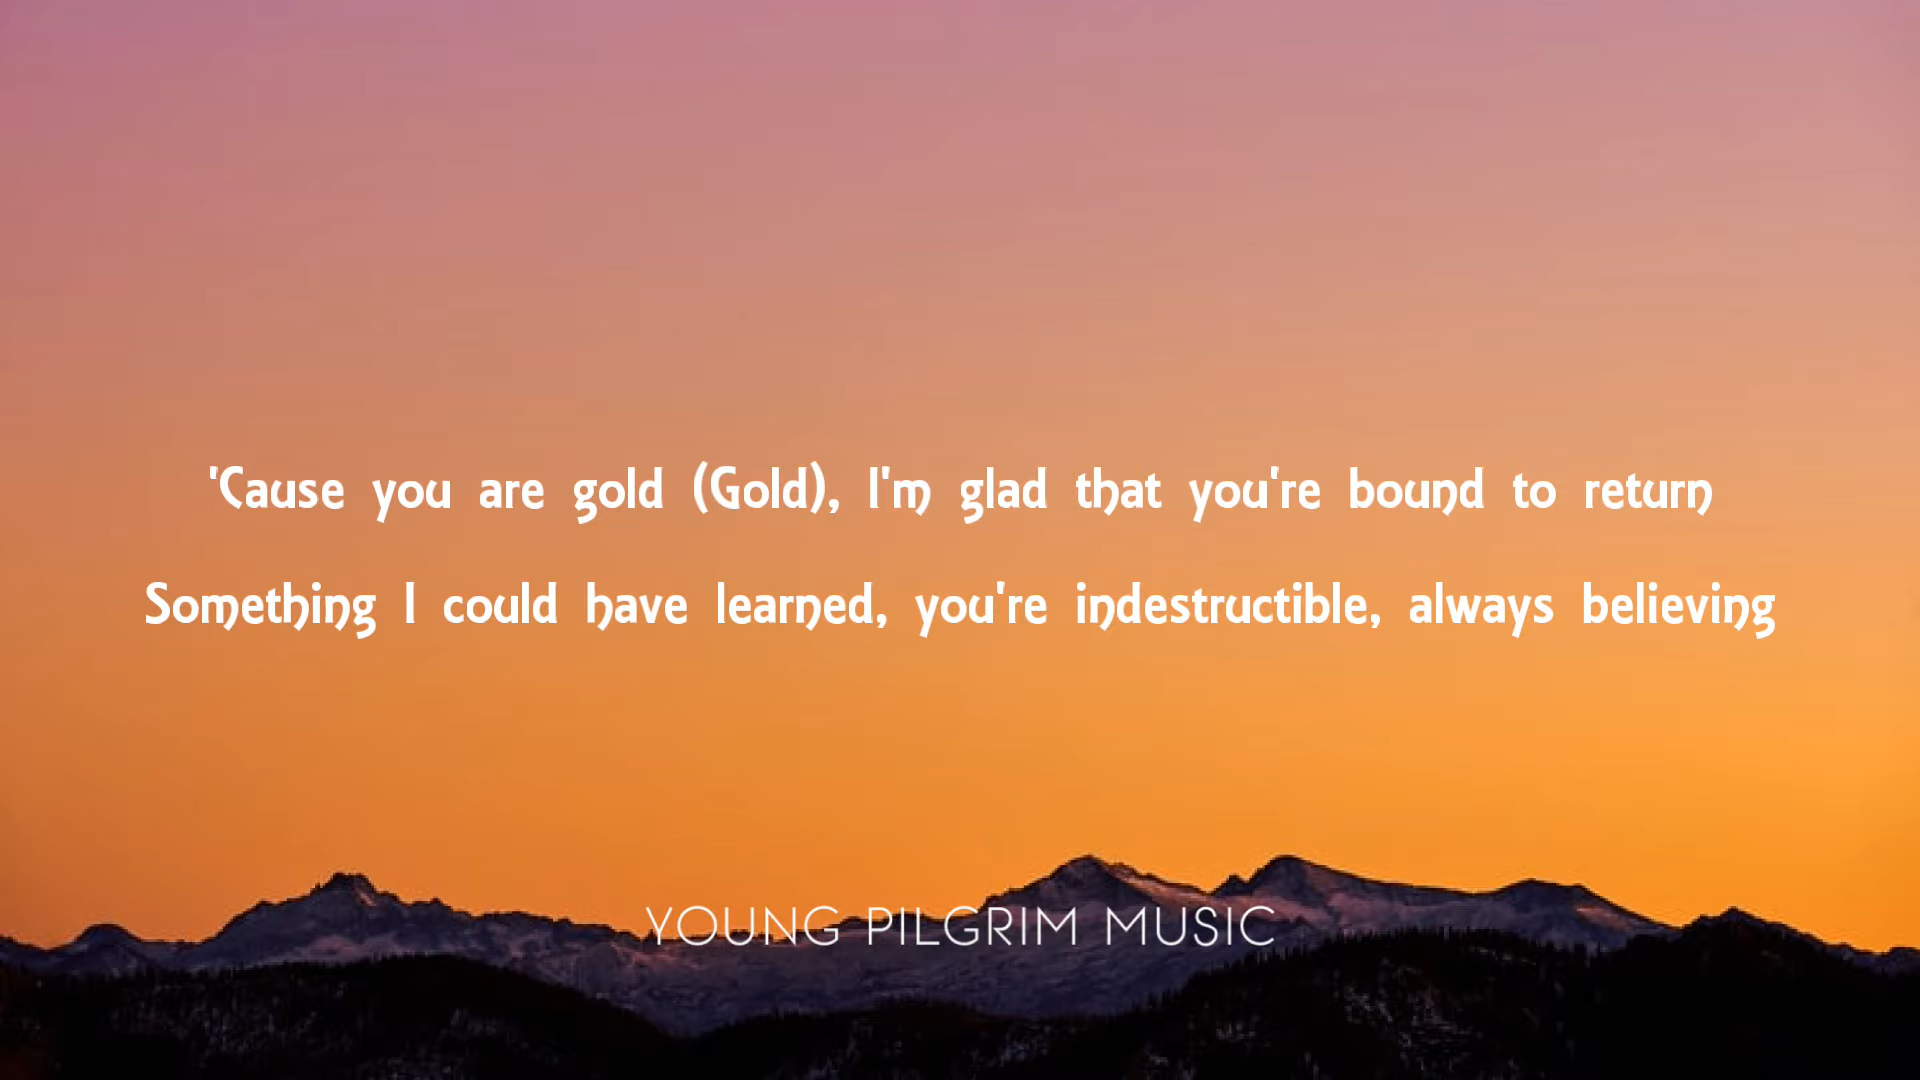 'Cause you are gold (Gold), I'm glad that you're bound to return
Something I could have learned, you're indestructible, always believing
YOUNG PILGRIM MUSIC